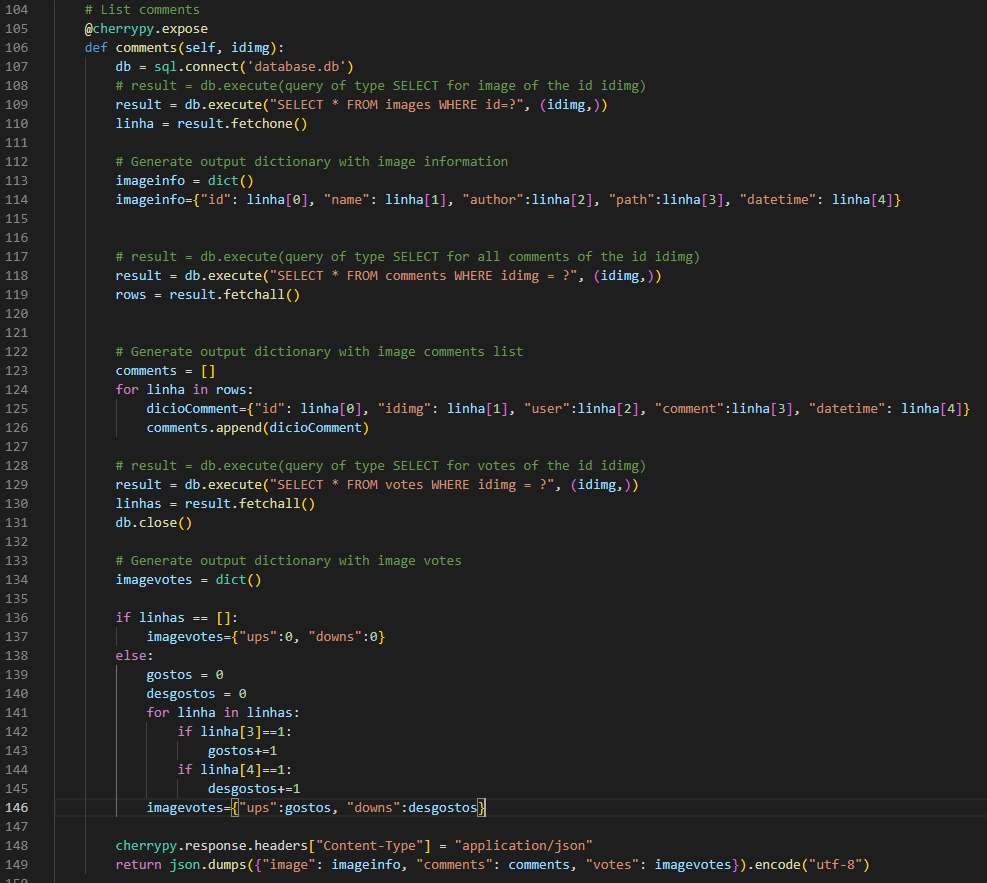 104 # List comments
105 @cherrypy.expose
106 def comments(self, idimg):
107 db = sql.connect('database.db')
108 # result = db.execute(query of type SELECT for image of the id idimg)
109 result = db.execute("SELECT * FROM images WHERE id=?", (idimg,))
110 linha = result.fetchone()
111
112 # Generate output dictionary with image information
113 imageinfo = dict()
114 imageinfo={"id": linha[0], "name": linha[1], "author":linha[2], "path":linha[3], "datetime": linha[4]}
115
116
117 # result = db.execute(query of type SELECT for all comments of the id idimg)
118 result = db.execute("SELECT * FROM comments WHERE idimg = ?", (idimg,))
119 rows = result.fetchall()
120
121
122 # Generate output dictionary with image comments list
123 comments = []
124 for linha in rows:
125 dicioComment={"id": linha[0], "idimg": linha[1], "user":linha[2], "comment":linha[3], "datetime": linha[4]}
126 comments.append(dicioComment)
127
128 # result = db.execute(query of type SELECT for votes of the id idimg)
129 result = db.execute("SELECT * FROM votes WHERE idimg = ?", (idimg,))
130 linhas = result.fetchall()
131 db.close()
132
133 # Generate output dictionary with image votes
134 imagevotes = dict()
135
136 if linhas == []:
137 imagevotes={"ups":0, "downs":0}
138 else:
139 gostos = 0
140 desgostos = 0
141 for linha in linhas:
142 if linha[3]==1:
143 gostos+=1
144 if linha[4]==1:
145 desgostos+=1
146 imagevotes={"ups":gostos, "downs":desgostos}
147
148 cherrypy.response.headers["Content-Type"] = "application/json"
149 return json.dumps({"image": imageinfo, "comments": comments, "votes": imagevotes}).encode("utf-8")